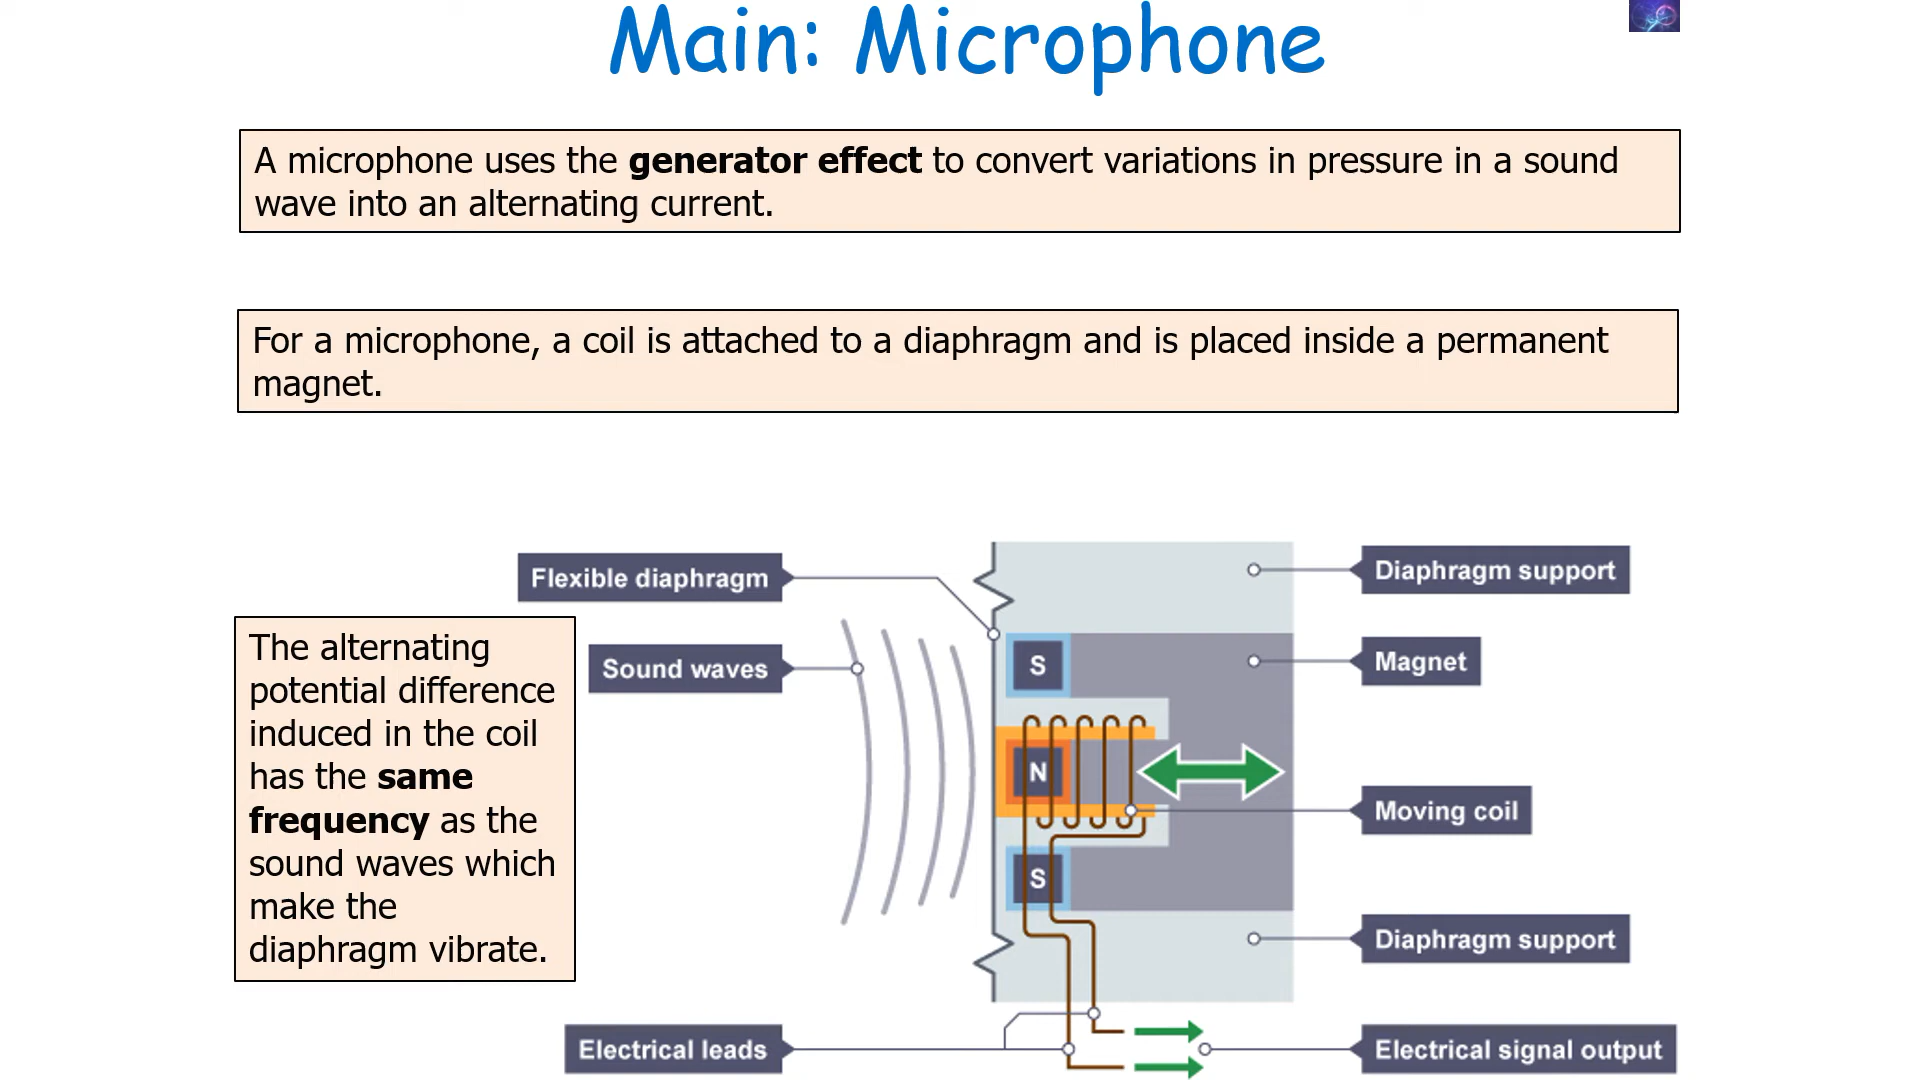 Main: Microphone
A microphone uses the generator effect to convert variations in pressure in a sound
wave into an alternating current.
For a microphone, a coil is attached to a diaphragm and is placed inside a permanent
magnet.
The alternating
potential difference
induced in the coil
has the same
frequency as the
sound waves which
make the
diaphragm vibrate.
Flexible diaphragm
Sound waves
Electrical leads
S
N
S
Diaphragm support
Magnet
Moving coil
Diaphragm support
Electrical signal output